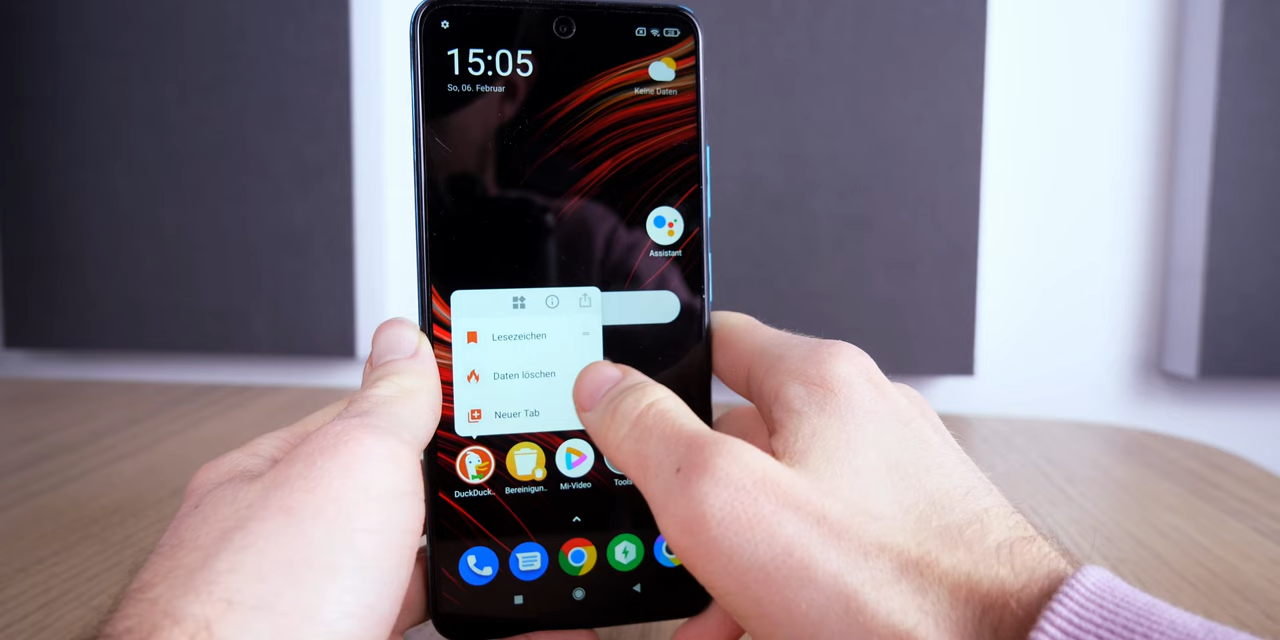 15:05
So, 06. Februar
Keine Daten
Assistant
Lesezeichen
Daten löschen
Neuer Tab
DuckDuck..
Bereinigun..
Mi-Video
Tools